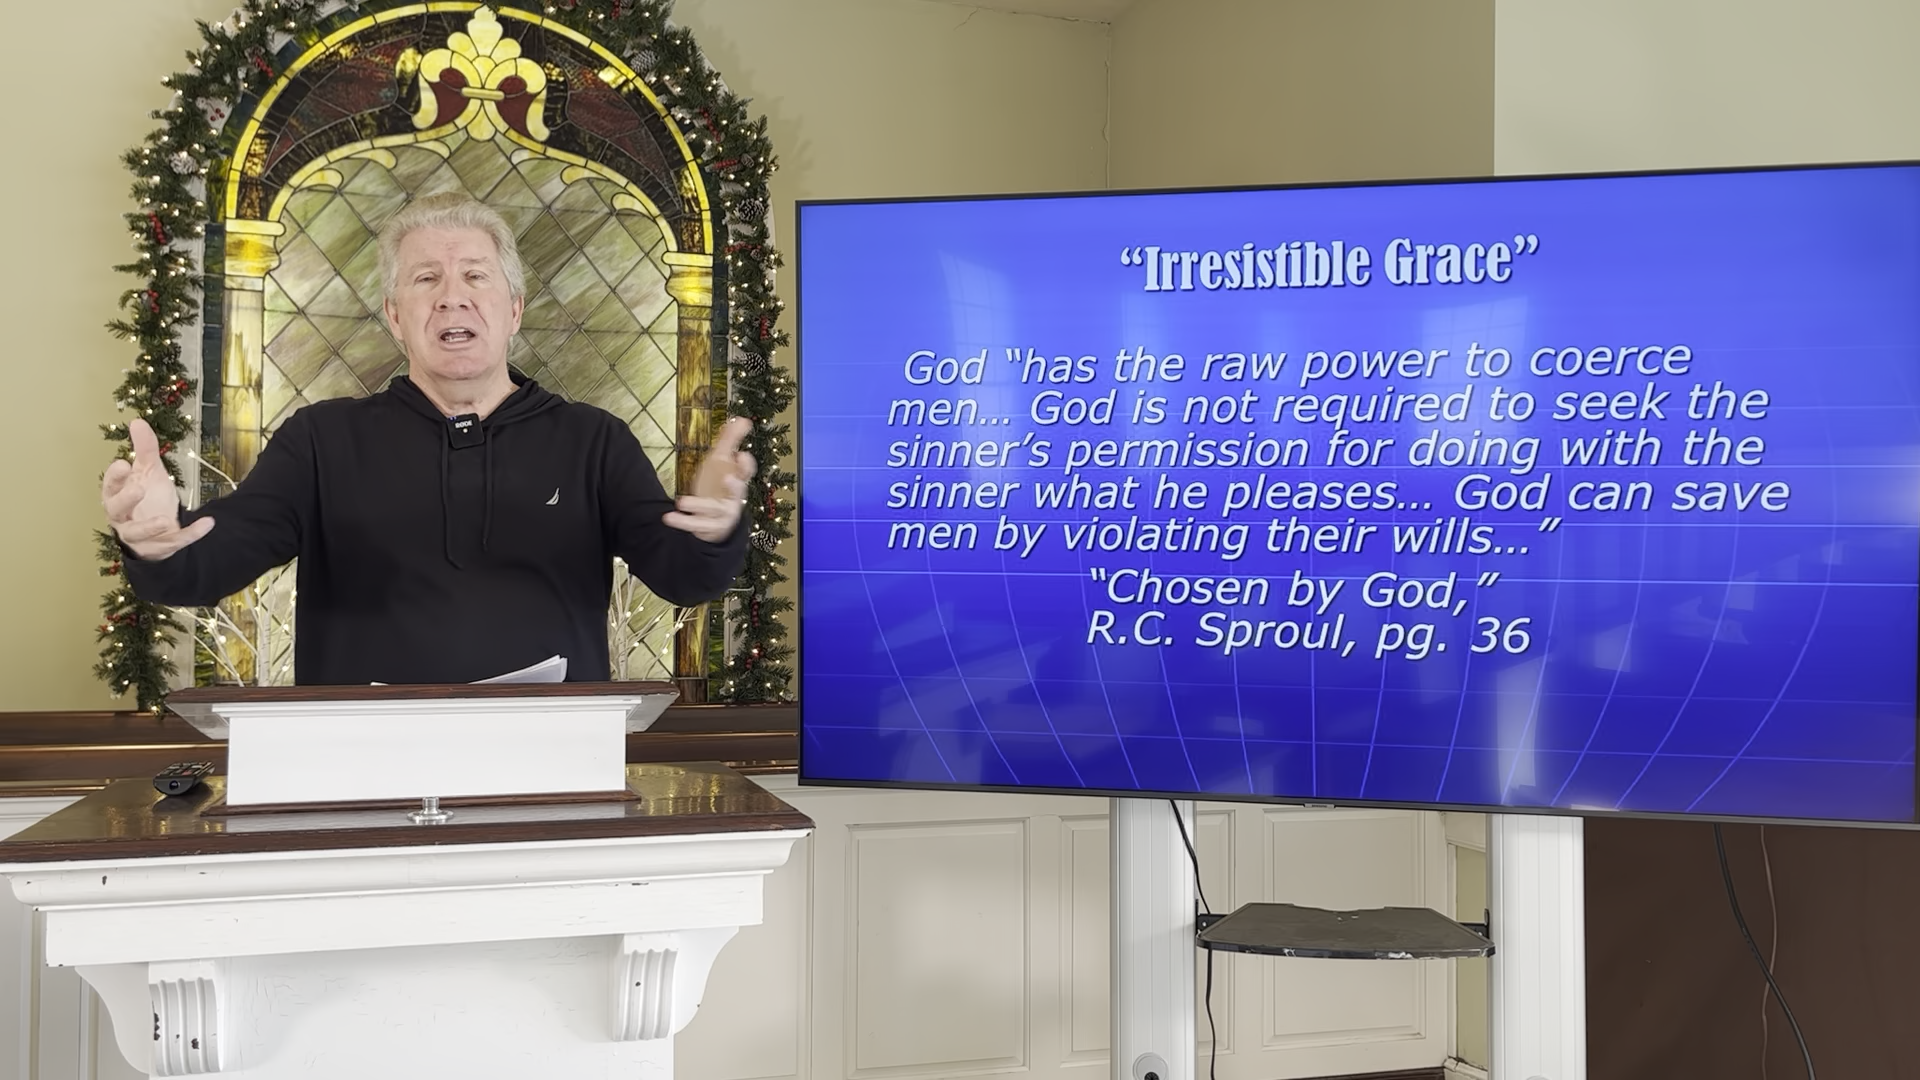 “Irresistible Grace”
God “has the raw power to coerce
men... God is not required to seek the
sinner’s permission for doing with the
sinner what he pleases... God can save
men by violating their wills...”
“Chosen by God,”
R.C. Sproul, pg. 36
RODE